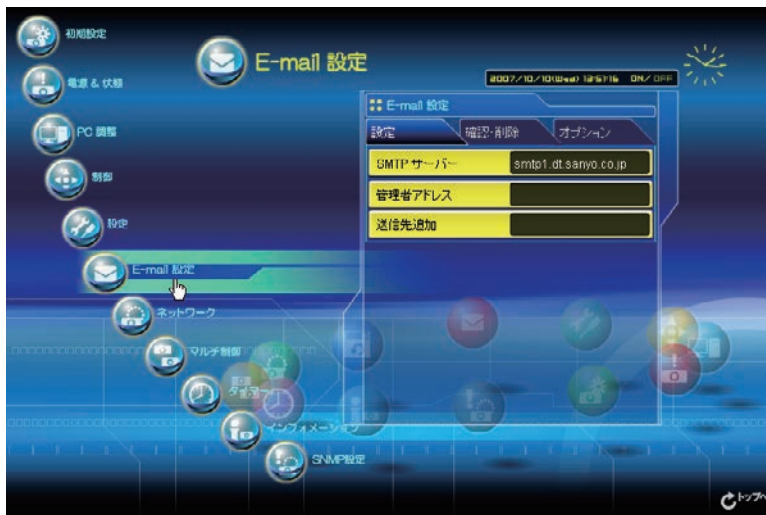 初期設定
E-mail 設定
電源 & 状態
2007/10/10(Wed) 13:51:16 ON/OFF
E-mail 設定
PC 調整
設定
確認・削除
オプション
SMTP サーバー
smtp1.dt.sanyo.co.jp
制御
管理者アドレス
設定
送信先追加
E-mail 設定
ネットワーク
マルチ制御
タイマー
インフォメーション
SNMP設定
トップへ